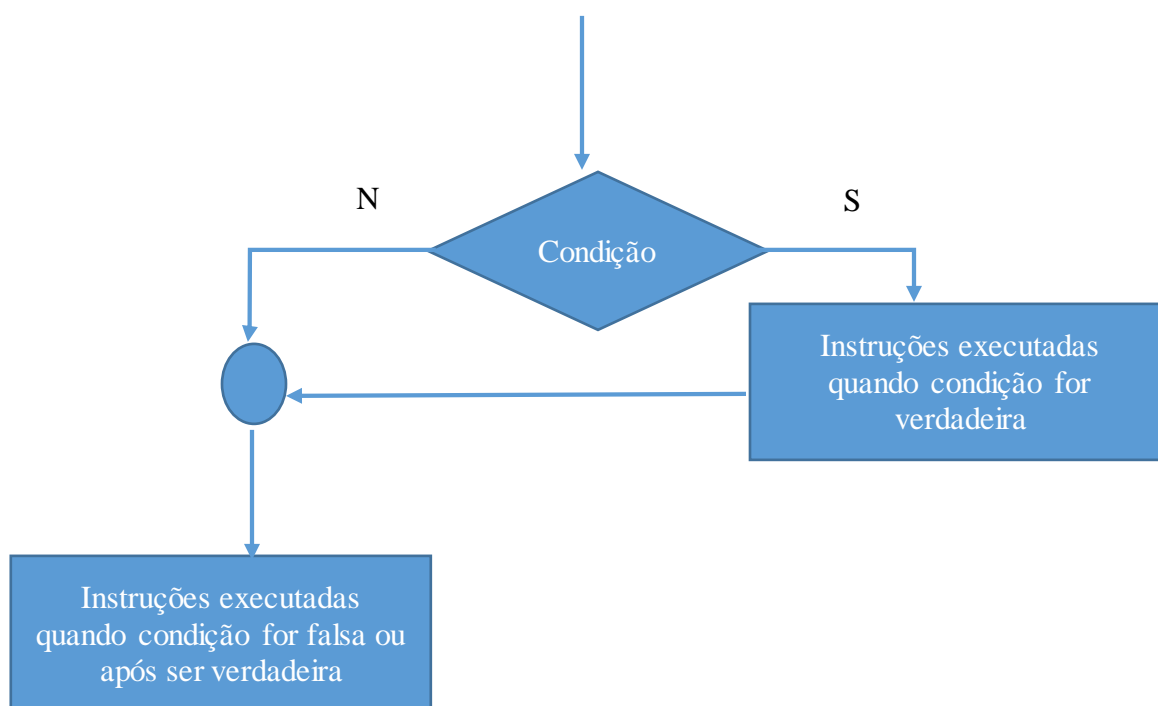 N
S
Condição
Instruções executadas
quando condição for
verdadeira
Instruções executadas
quando condição for falsa ou
após ser verdadeira